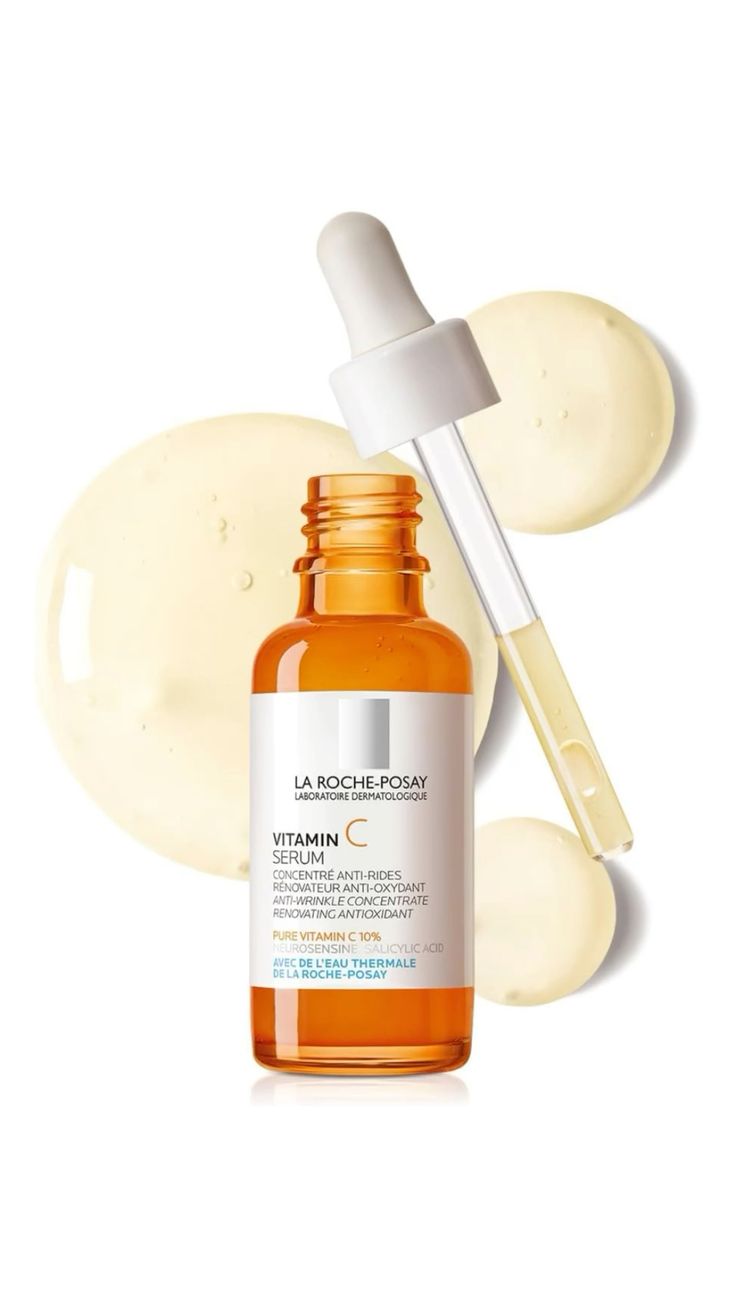 LA ROCHE-POSAY
LABORATOIRE DERMATOLOGIQUE
VITAMIN C
SERUM
CONCENTRÉ ANTI-RIDES
RÉNOVATEUR ANTI-OXYDANT
ANTI-WRINKLE CONCENTRATE
RENOVATING ANTIOXIDANT
PURE VITAMIN C 10%
NEUROSENSINE SALICYLIC ACID
AVEC DE L'EAU THERMALE
DE LA ROCHE-POSAY